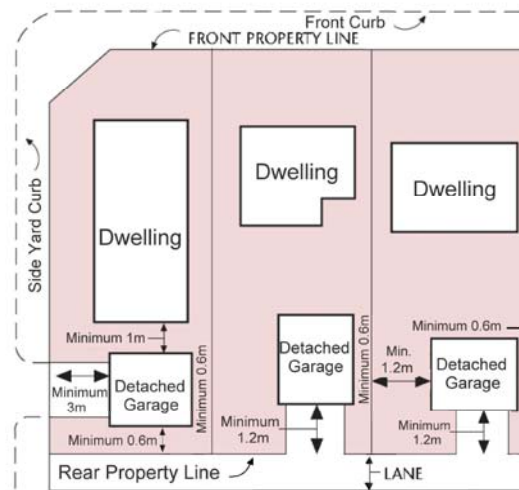 Front Curb
FRONT PROPERTY LINE
Side Yard Curb
Dwelling
Dwelling
Dwelling
Minimum 1m
Minimum 0.6m
Minimum 0.6m
Minimum 0.6m
Detached
Garage
Detached
Garage
Detached
Garage
Min.
1.2m
Minimum
3m
Minimum 0.6m
Minimum
1.2m
Minimum
1.2m
Rear Property Line
LANE